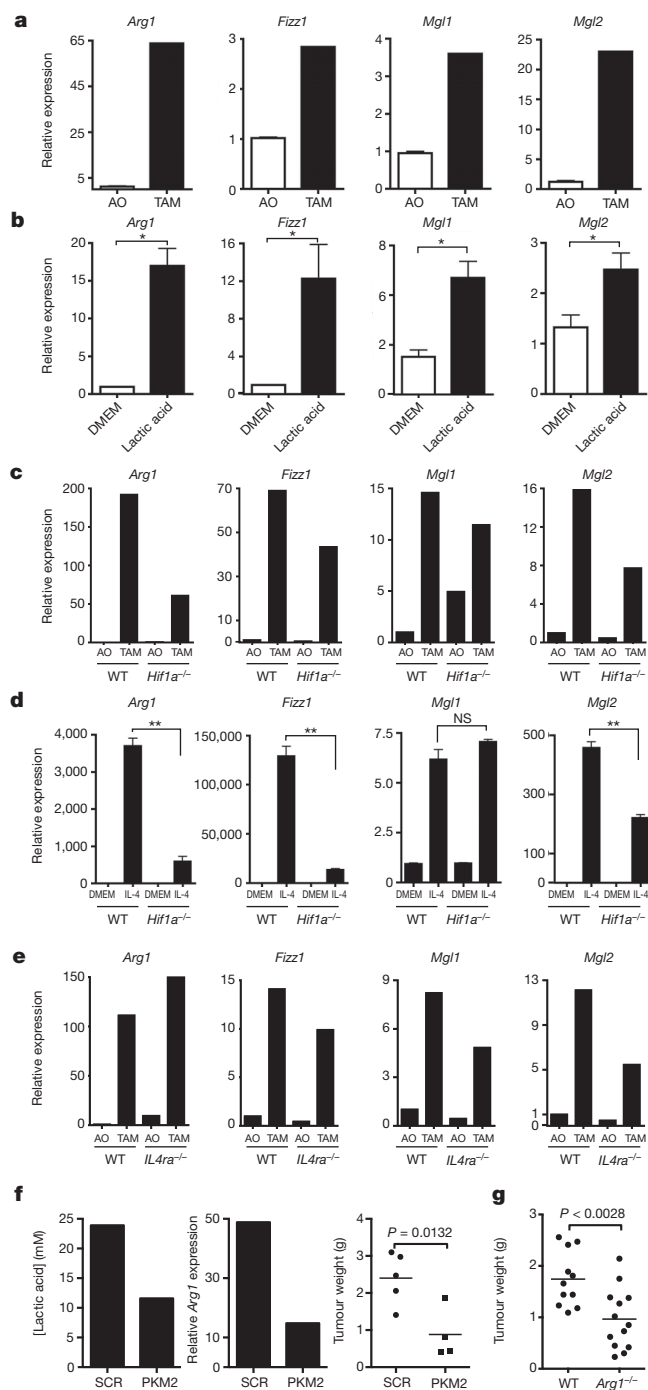 a
Arg1 Fizz1 Mgl1 Mgl2
Relative expression
65 45 25 5
3 2 1 0
4 3 2 1 0
25 20 15 10 5 0
AO TAM AO TAM AO TAM AO TAM
b
Arg1 Fizz1 Mgl1 Mgl2
Relative expression
20 15 10 5 0
16 12 8 4 0
8 6 2 0
3 2 1 0
* * * *
DMEM Lactic acid DMEM Lactic acid DMEM Lactic acid DMEM Lactic acid
c
Arg1 Fizz1 Mgl1 Mgl2
Relative expression
200 150 100 50 0
70 50 30 10 0
15 10 5 0
16 12 8 4 0
AO TAM AO TAM AO TAM AO TAM AO TAM AO TAM AO TAM AO TAM
WT Hif1a–/– WT Hif1a–/– WT Hif1a–/– WT Hif1a–/–
d
Arg1 Fizz1 Mgl1 Mgl2
Relative expression
4,000 3,000 2,000 1,000 0
150,000 100,000 50,000 0
7.5 5.0 2.5 0
500 300 100 0
** ** NS **
DMEM IL-4 DMEM IL-4 DMEM IL-4 DMEM IL-4 DMEM IL-4 DMEM IL-4 DMEM IL-4 DMEM IL-4
WT Hif1a–/– WT Hif1a–/– WT Hif1a–/– WT Hif1a–/–
e
Arg1 Fizz1 Mgl1 Mgl2
Relative expression
150 100 50 0
15 10 5 0
9 6 4 2 0
13 10 5 1 0
AO TAM AO TAM AO TAM AO TAM AO TAM AO TAM AO TAM AO TAM
WT IL4ra–/– WT IL4ra–/– WT IL4ra–/– WT IL4ra–/–
f
[Lactic acid] (mM)
25 20 15 10 5 0
SCR PKM2
Relative Arg1 expression
50 30 10 0
SCR PKM2
Tumour weight (g)
4 3 2 1 0
P = 0.0132
SCR PKM2
g
Tumour weight (g)
3 2 1 0
P < 0.0028
WT Arg1–/–